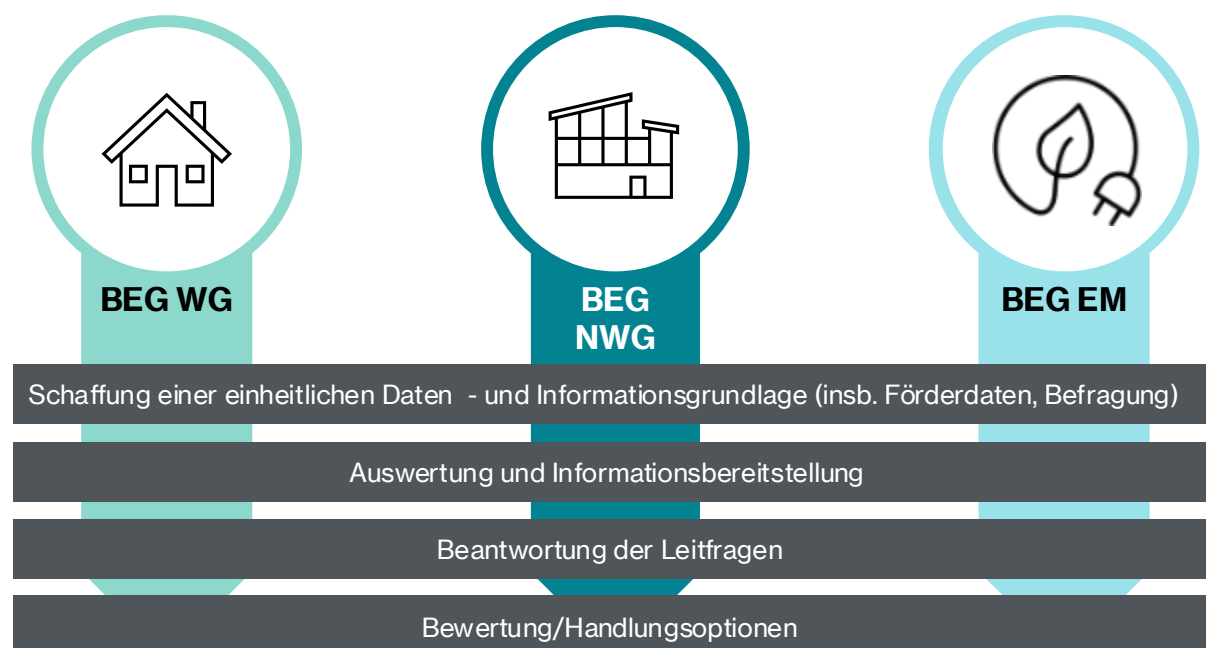 BEG WG
BEG
NWG
BEG EM
Schaffung einer einheitlichen Daten - und Informationsgrundlage (insb. Förderdaten, Befragung)
Auswertung und Informationsbereitstellung
Beantwortung der Leitfragen
Bewertung/Handlungsoptionen